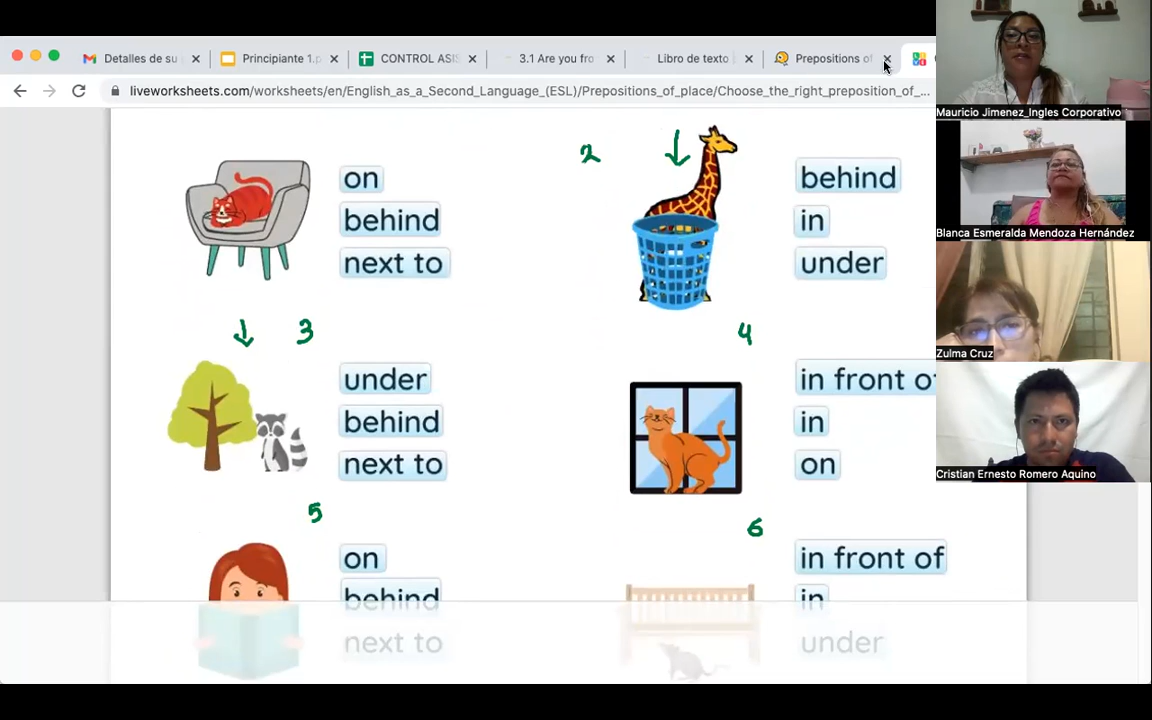 Detalles de su
Principiante 1.p
CONTROL ASIS
3.1 Are you fro
Libro de texto
Prepositions of
liveworksheets.com/worksheets/en/English_as_a_Second_Language_(ESL)/Prepositions_of_place/Choose_the_right_preposition_of_...
Mauricio Jimenez_Ingles Corporativo
Blanca Esmeralda Mendoza Hernández
Zulma Cruz
Cristian Ernesto Romero Aquino
on
behind
next to
2
behind
in
under
3
under
behind
next to
4
in front of
in
on
5
on
behind
next to
6
in front of
in
under